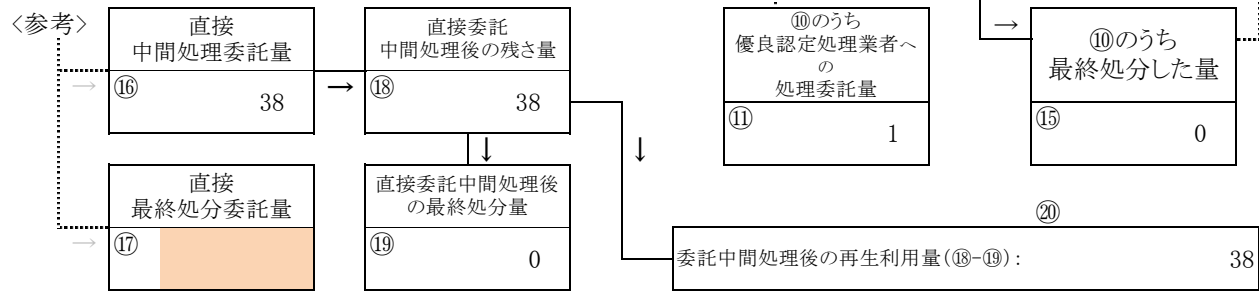 〈参考〉
直接
中間処理委託量
→
⑯
38
→
直接委託
中間処理後の残さ量
⑱
38
↓
↓
⑩のうち
優良認定処理業者へ
の
処理委託量
⑪
1
→
⑩のうち
最終処分した量
⑮
0
直接
最終処分委託量
→
⑰
直接委託中間処理後
の最終処分量
⑲
0
⑳
委託中間処理後の再生利用量(⑱-⑲): 38